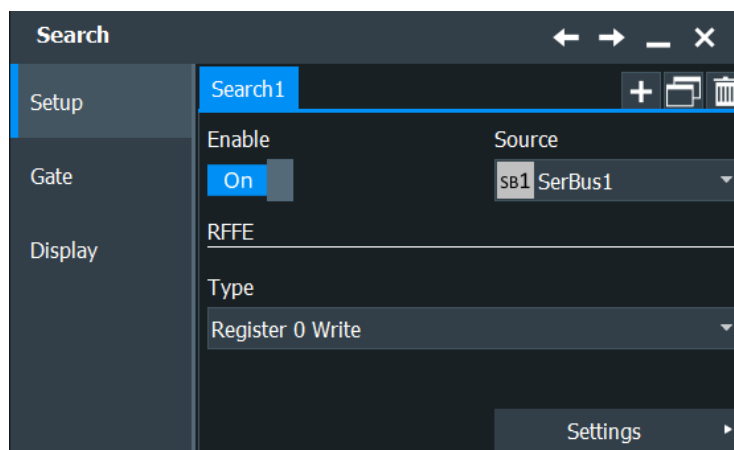 Search
Setup
Gate
Display
Search1
Enable
Source
On
SB1 SerBus1
RFFE
Type
Register 0 Write
Settings